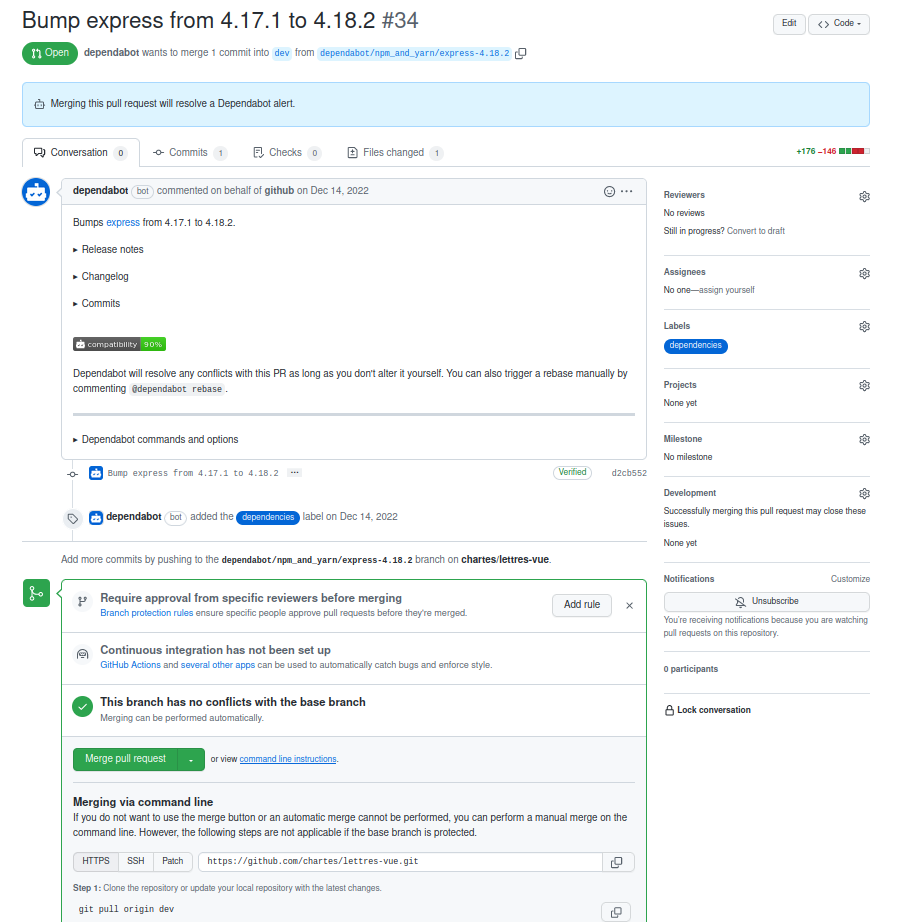 Bump express from 4.17.1 to 4.18.2 #34
Edit
<> Code
Open
dependabot wants to merge 1 commit into dev from dependabot/npm_and_yarn/express-4.18.2
Merging this pull request will resolve a Dependabot alert.
Conversation 0
Commits 1
Checks 0
Files changed 1
+176 −146
dependabot bot commented on behalf of github on Dec 14, 2022
Bumps express from 4.17.1 to 4.18.2.
Release notes
Changelog
Commits
compatibility 90%
Dependabot will resolve any conflicts with this PR as long as you don't alter it yourself. You can also trigger a rebase manually by
commenting @dependabot rebase.
Dependabot commands and options
Bump express from 4.17.1 to 4.18.2 ...
Verified
d2cb552
dependabot bot added the dependencies label on Dec 14, 2022
Add more commits by pushing to the dependabot/npm_and_yarn/express-4.18.2 branch on chartes/lettres-vue.
Require approval from specific reviewers before merging
Branch protection rules ensure specific people approve pull requests before they're merged.
Add rule
Continuous integration has not been set up
GitHub Actions and several other apps can be used to automatically catch bugs and enforce style.
This branch has no conflicts with the base branch
Merging can be performed automatically.
Merge pull request
or view command line instructions.
Merging via command line
If you do not want to use the merge button or an automatic merge cannot be performed, you can perform a manual merge on the
command line. However, the following steps are not applicable if the base branch is protected.
HTTPS SSH Patch https://github.com/chartes/lettres-vue.git
Step 1: Clone the repository or update your local repository with the latest changes.
git pull origin dev
Reviewers
No reviews
Still in progress? Convert to draft
Assignees
No one—assign yourself
Labels
dependencies
Projects
None yet
Milestone
No milestone
Development
Successfully merging this pull request may close these
issues.
None yet
Notifications
Customize
Unsubscribe
You're receiving notifications because you are watching
pull requests on this repository.
0 participants
Lock conversation